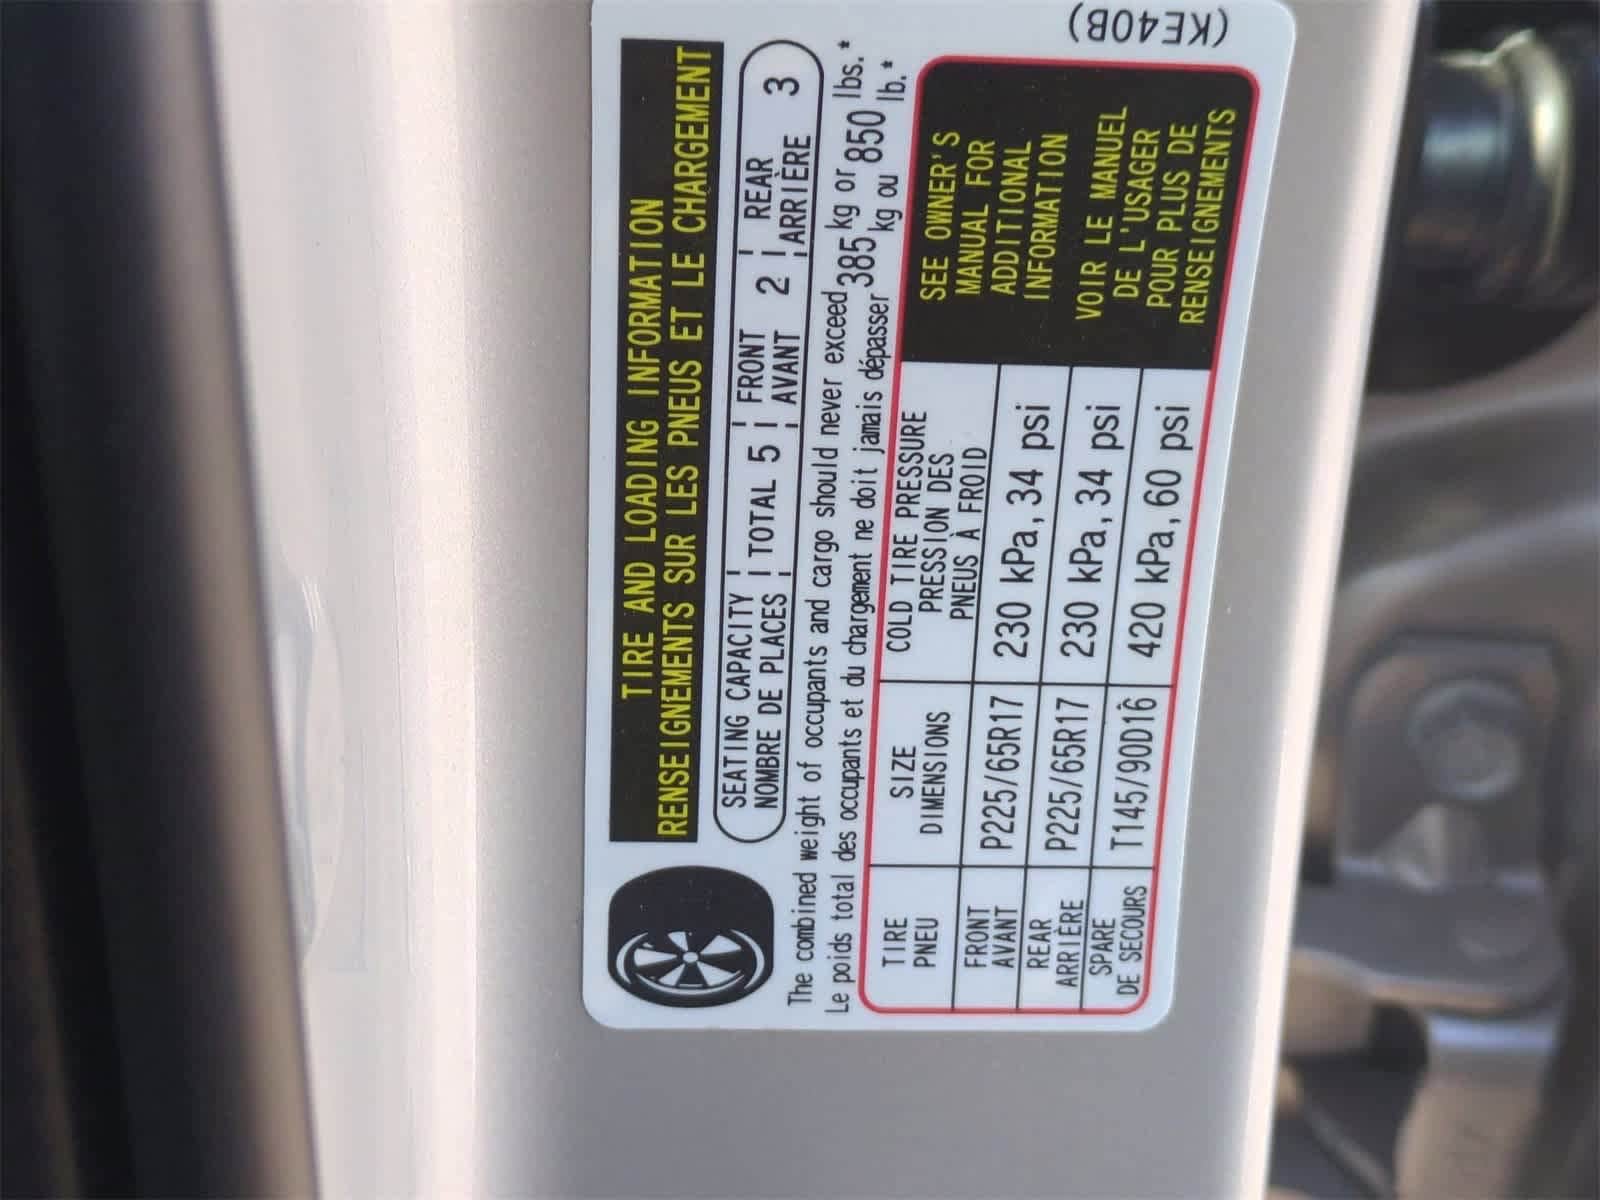 TIRE AND LOADING INFORMATION
RENSEIGNEMENTS SUR LES PNEUS ET LE CHARGEMENT
SEATING CAPACITY TOTAL 5 FRONT 2 REAR 3
NOMBRE DE PLACES AVANT ARRIÈRE
The combined weight of occupants and cargo should never exceed 385 kg or 850 lbs.*
Le poids total des occupants et du chargement ne doit jamais dépasser kg ou lb.*
TIRE
PNEU
SIZE
DIMENSIONS
COLD TIRE PRESSURE
PRESSION DES
PNEUS À FROID
FRONT
AVANT
P225/65R17
230 kPa, 34 psi
REAR
ARRIÈRE
P225/65R17
230 kPa, 34 psi
SPARE
DE SECOURS
T145/90D16
420 kPa, 60 psi
SEE OWNER'S
MANUAL FOR
ADDITIONAL
INFORMATION
VOIR LE MANUEL
DE L'USAGER
POUR PLUS DE
RENSEIGNEMENTS
(KE40B)